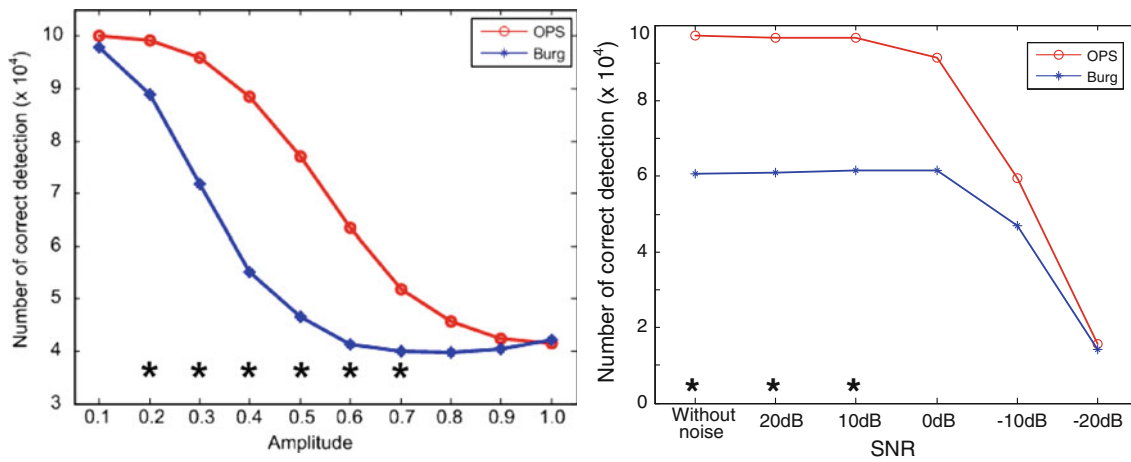 Number of correct detection (x 10⁴)
10
9
8
7
6
5
4
3
OPS
Burg
* * * * * *
0.1 0.2 0.3 0.4 0.5 0.6 0.7 0.8 0.9 1.0
Amplitude
Number of correct detection (x 10⁴)
10
8
6
4
2
0
OPS
Burg
* * *
Without noise 20dB 10dB 0dB -10dB -20dB
SNR